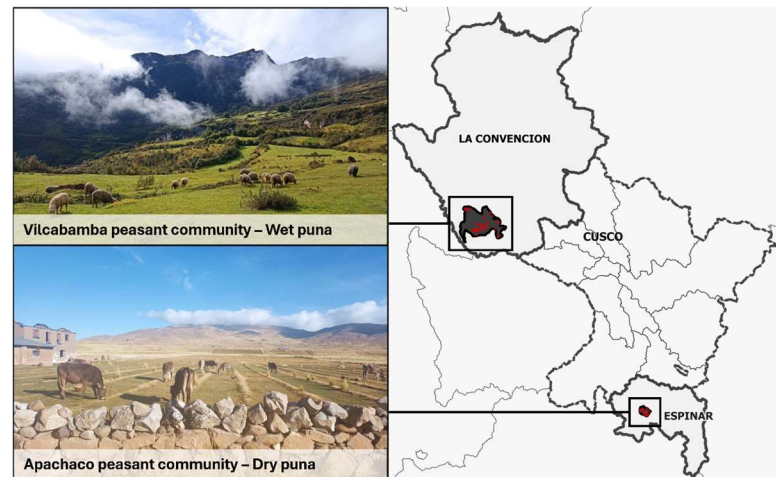 Vilcabamba peasant community – Wet puna
Apachaco peasant community – Dry puna
LA CONVENCION
CUSCO
ESPINAR